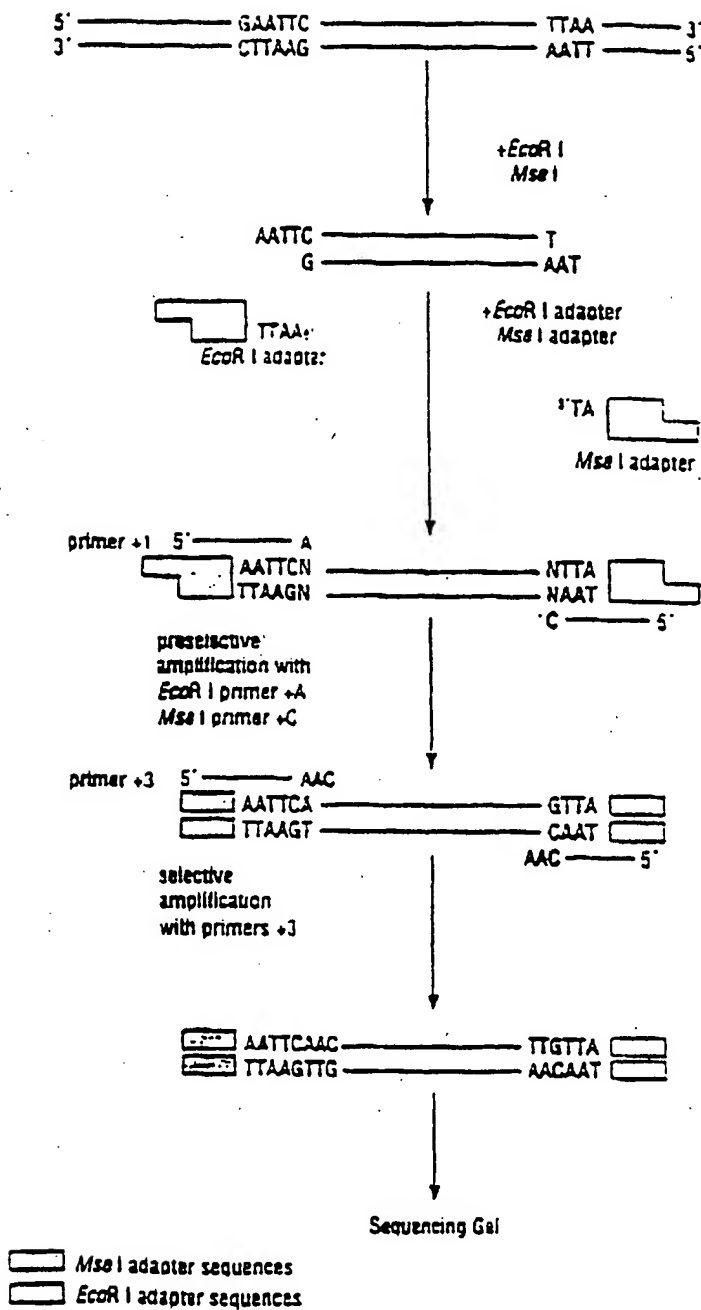 5' GAATTC TTAA 3'
3' CTTAAG AATT 5'
+EcoR I
Mse I
AATTC T
G AAT
+EcoR I adapter
Mse I adapter
TTAA
EcoR I adapter
3' TA
Mse I adapter
primer +1 5' A
AATTCN NTTA
TTAAGN NAAT
C 5'
preselective
amplification with
EcoR I primer +A
Mse I primer +C
primer +3 5' AAC
AATTCA GTTA
TTAAGT CAAT
AAC 5'
selective
amplification
with primers +3
AATTCAAC TTGTTA
TTAAGTTG AACAAT
Sequencing Gel
Mse I adapter sequences
EcoR I adapter sequences